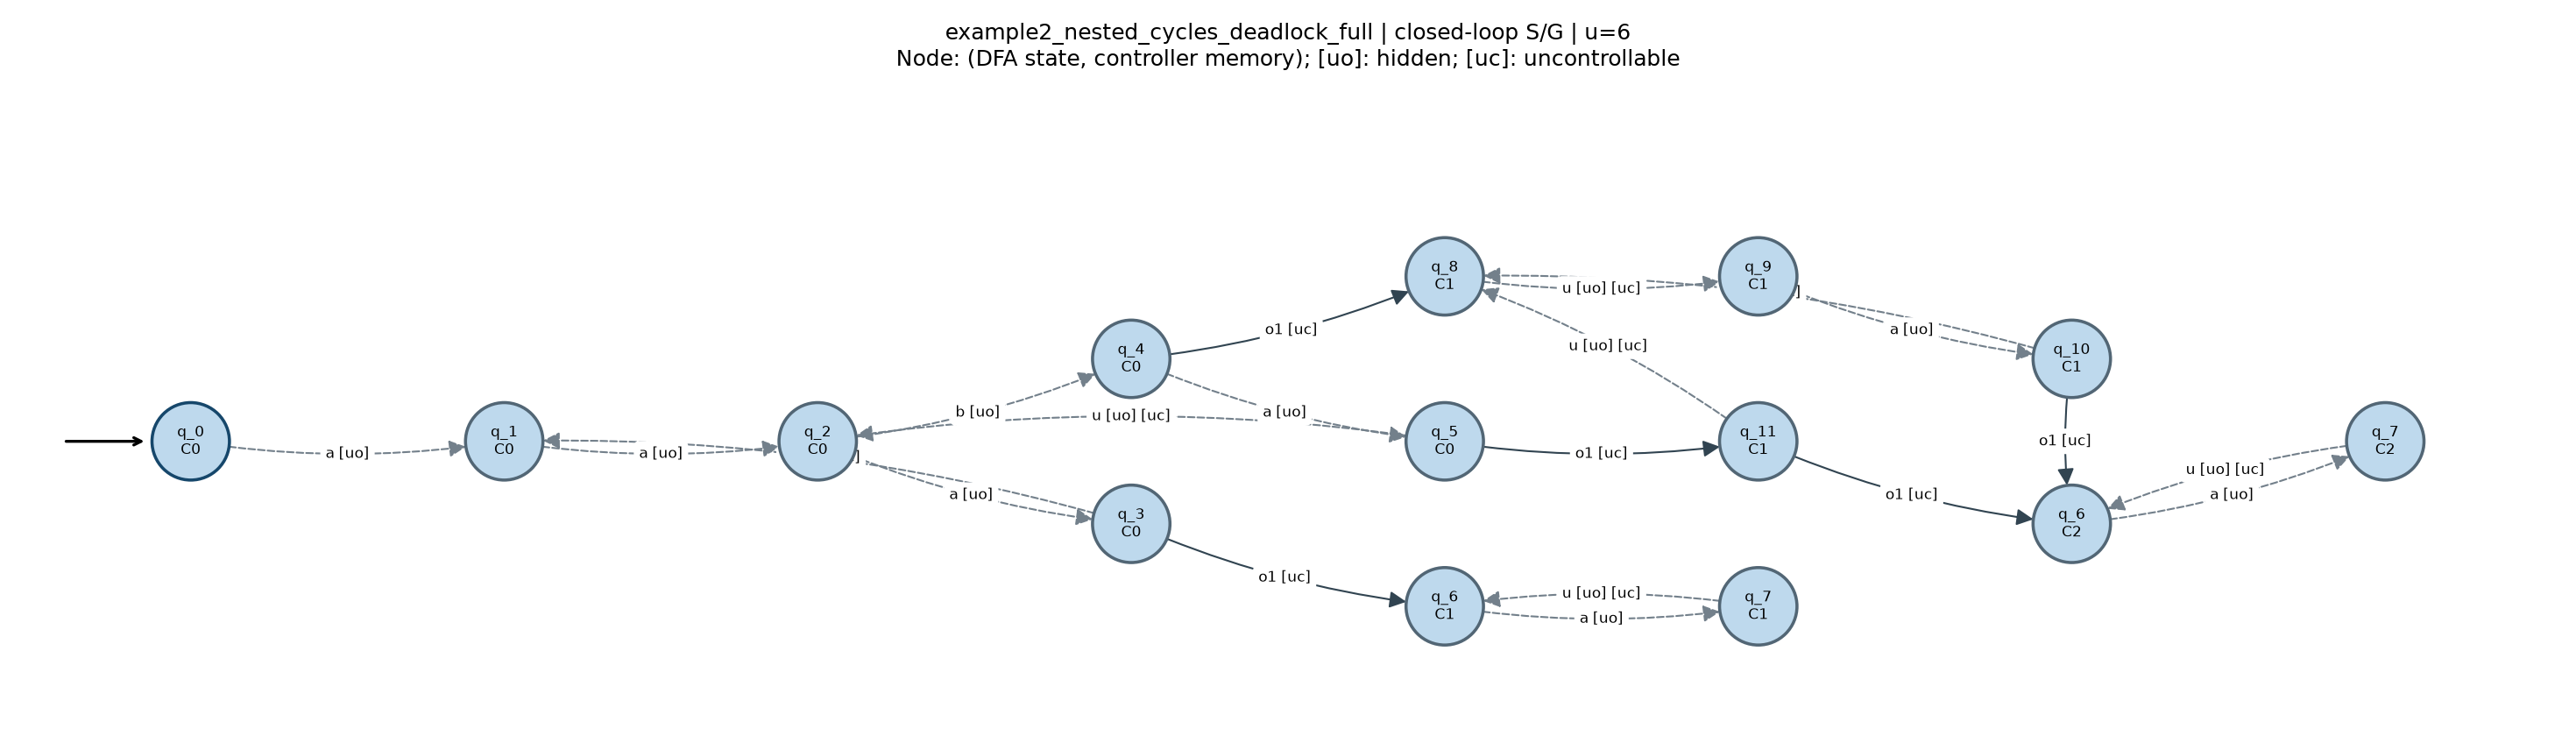 example2_nested_cycles_deadlock_full | closed-loop S/G | u=6
Node: (DFA state, controller memory); [uo]: hidden; [uc]: uncontrollable
q_0
C0
a [uo]
q_1
C0
a [uo]
q_2
C0
]
b [uo]
u [uo] [uc]
a [uo]
q_4
C0
q_3
C0
o1 [uc]
a [uo]
o1 [uc]
q_8
C1
q_5
C0
q_6
C1
u [uo] [uc]
u [uo] [uc]
o1 [uc]
u [uo] [uc]
a [uo]
q_9
C1
]
q_11
C1
q_7
C1
a [uo]
o1 [uc]
q_10
C1
o1 [uc]
q_6
C2
u [uo] [uc]
a [uo]
q_7
C2